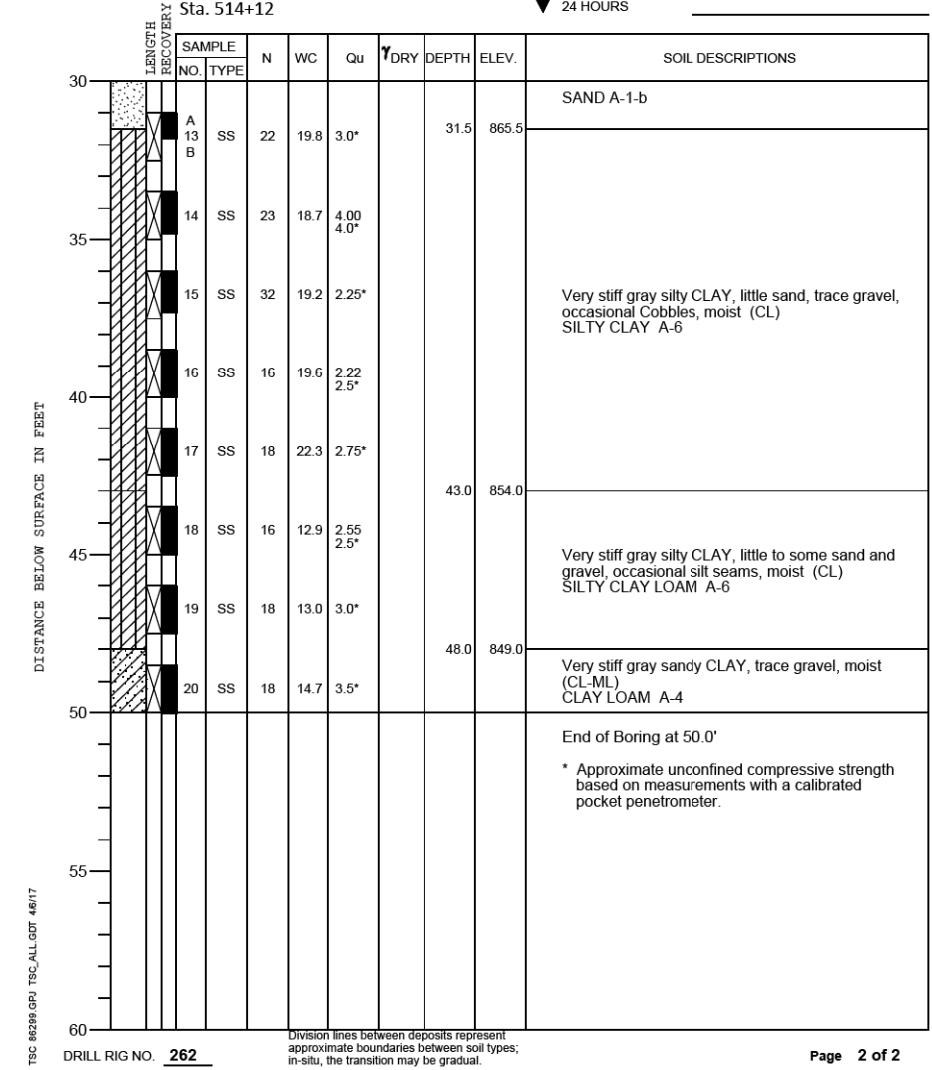 Sta. 514+12
24 HOURS
LENGTH
RECOVERY
SAMPLE
NO. TYPE
N
WC
Qu
γDRY
DEPTH
ELEV.
SOIL DESCRIPTIONS
30
SAND A-1-b
31.5 865.5
A
13 SS 22 19.8 3.0*
B
14 SS 23 18.7 4.00
4.0*
35
15 SS 32 19.2 2.25*
Very stiff gray silty CLAY, little sand, trace gravel,
occasional Cobbles, moist (CL)
SILTY CLAY A-6
16 SS 16 19.6 2.22
2.5*
40
17 SS 18 22.3 2.75*
43.0 854.0
18 SS 16 12.9 2.55
2.5*
45
Very stiff gray silty CLAY, little to some sand and
gravel, occasional silt seams, moist (CL)
SILTY CLAY LOAM A-6
19 SS 18 13.0 3.0*
48.0 849.0
Very stiff gray sandy CLAY, trace gravel, moist
(CL-ML)
CLAY LOAM A-4
20 SS 18 14.7 3.5*
50
End of Boring at 50.0'
* Approximate unconfined compressive strength
based on measurements with a calibrated
pocket penetrometer.
55
60
DISTANCE BELOW SURFACE IN FEET
TSC 86299.GPJ TSC_ALL.GDT 4/6/17
DRILL RIG NO. 262
Division lines between deposits represent
approximate boundaries between soil types;
in-situ, the transition may be gradual.
Page 2 of 2